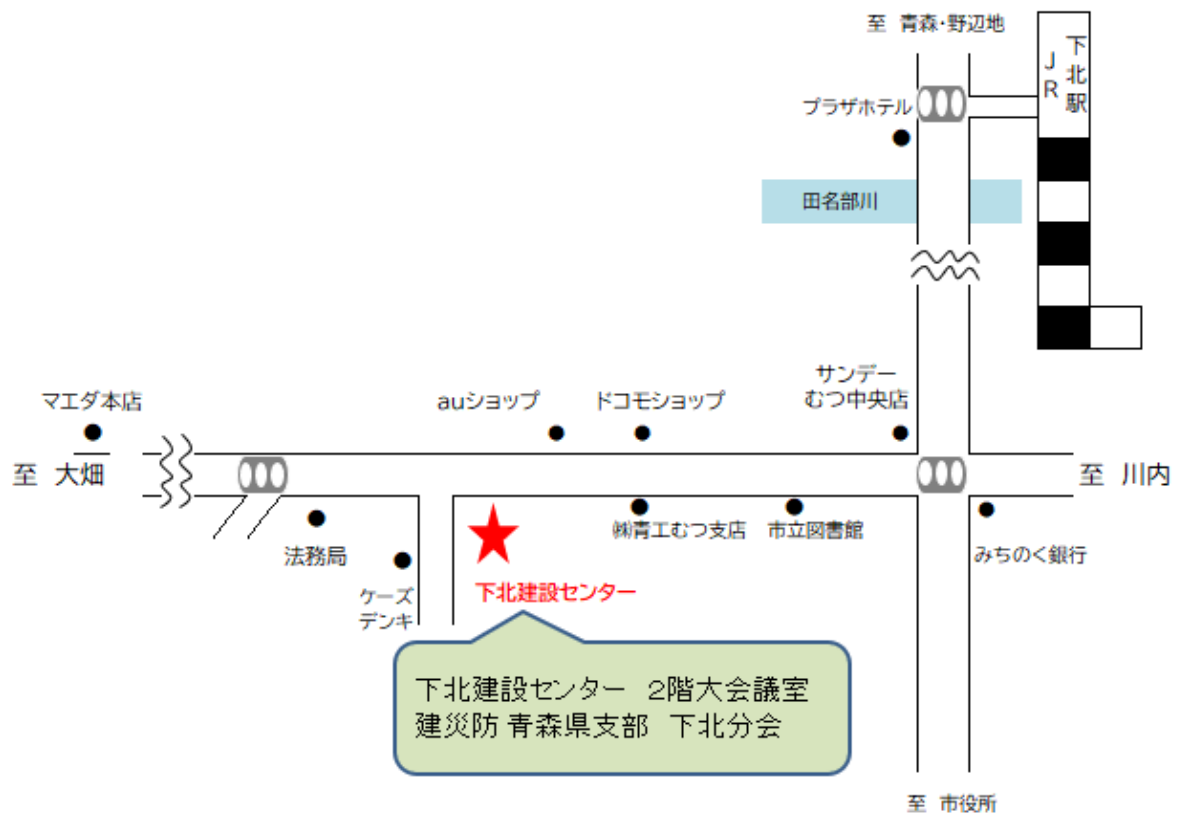 至 青森・野辺地
下北駅
JR
プラザホテル
田名部川
サンデー
むつ中央店
マエダ本店
auショップ
ドコモショップ
至 大畑
至 川内
㈱青工むつ支店
市立図書館
法務局
みちのく銀行
ケーズ
デンキ
下北建設センター
下北建設センター 2階大会議室
建災防 青森県支部 下北分会
至 市役所